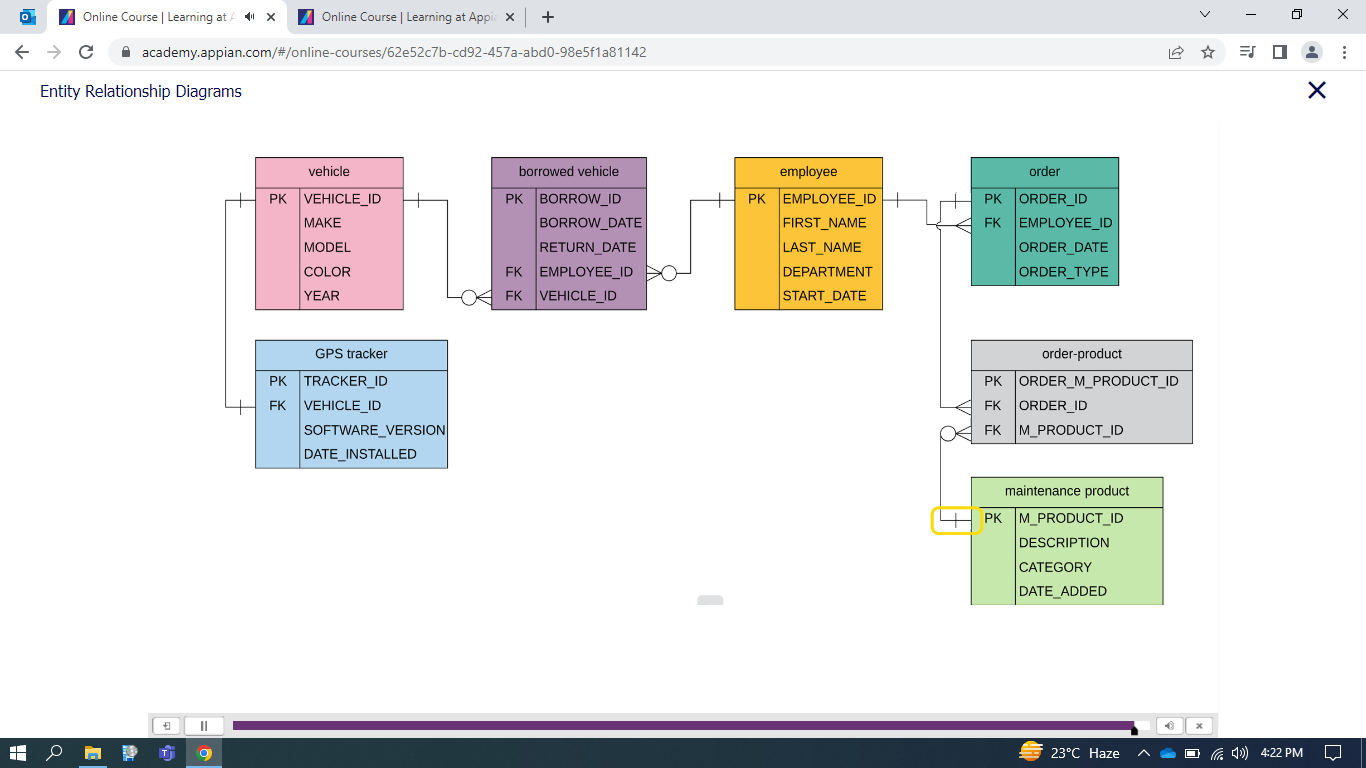 Online Course | Learning at A
Online Course | Learning at Appia
academy.appian.com/#/online-courses/62e52c7b-cd92-457a-abd0-98e5f1a81142
Entity Relationship Diagrams
vehicle
PK VEHICLE_ID
MAKE
MODEL
COLOR
YEAR
borrowed vehicle
PK BORROW_ID
BORROW_DATE
RETURN_DATE
FK EMPLOYEE_ID
FK VEHICLE_ID
employee
PK EMPLOYEE_ID
FIRST_NAME
LAST_NAME
DEPARTMENT
START_DATE
order
PK ORDER_ID
FK EMPLOYEE_ID
ORDER_DATE
ORDER_TYPE
GPS tracker
PK TRACKER_ID
FK VEHICLE_ID
SOFTWARE_VERSION
DATE_INSTALLED
order-product
PK ORDER_M_PRODUCT_ID
FK ORDER_ID
FK M_PRODUCT_ID
maintenance product
PK M_PRODUCT_ID
DESCRIPTION
CATEGORY
DATE_ADDED
23°C Haze
4:22 PM